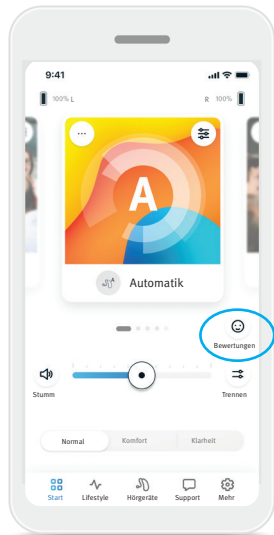 9:41
100% L
R 100%
...
A
Automatik
Bewertungen
Stumm
Trennen
Normal Komfort Klarheit
Start Lifestyle Hörgeräte Support Mehr